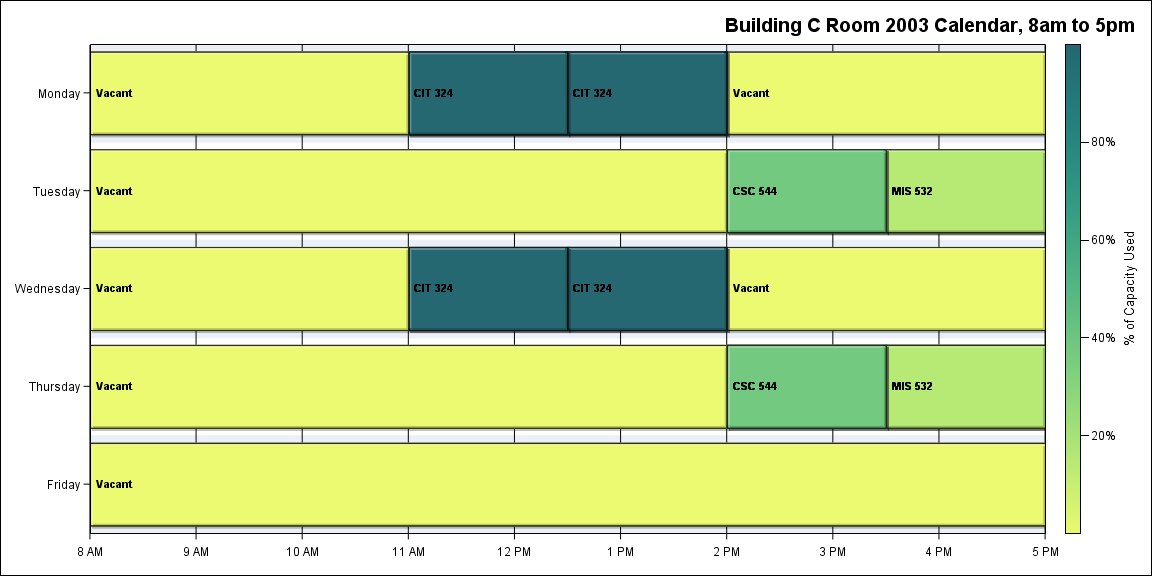 Building C Room 2003 Calendar, 8am to 5pm
Monday
Vacant
CIT 324
CIT 324
Vacant
Tuesday
Vacant
CSC 544
MIS 532
Wednesday
Vacant
CIT 324
CIT 324
Vacant
Thursday
Vacant
CSC 544
MIS 532
Friday
Vacant
8 AM
9 AM
10 AM
11 AM
12 PM
1 PM
2 PM
3 PM
4 PM
5 PM
80%
60%
40%
20%
% of Capacity Used